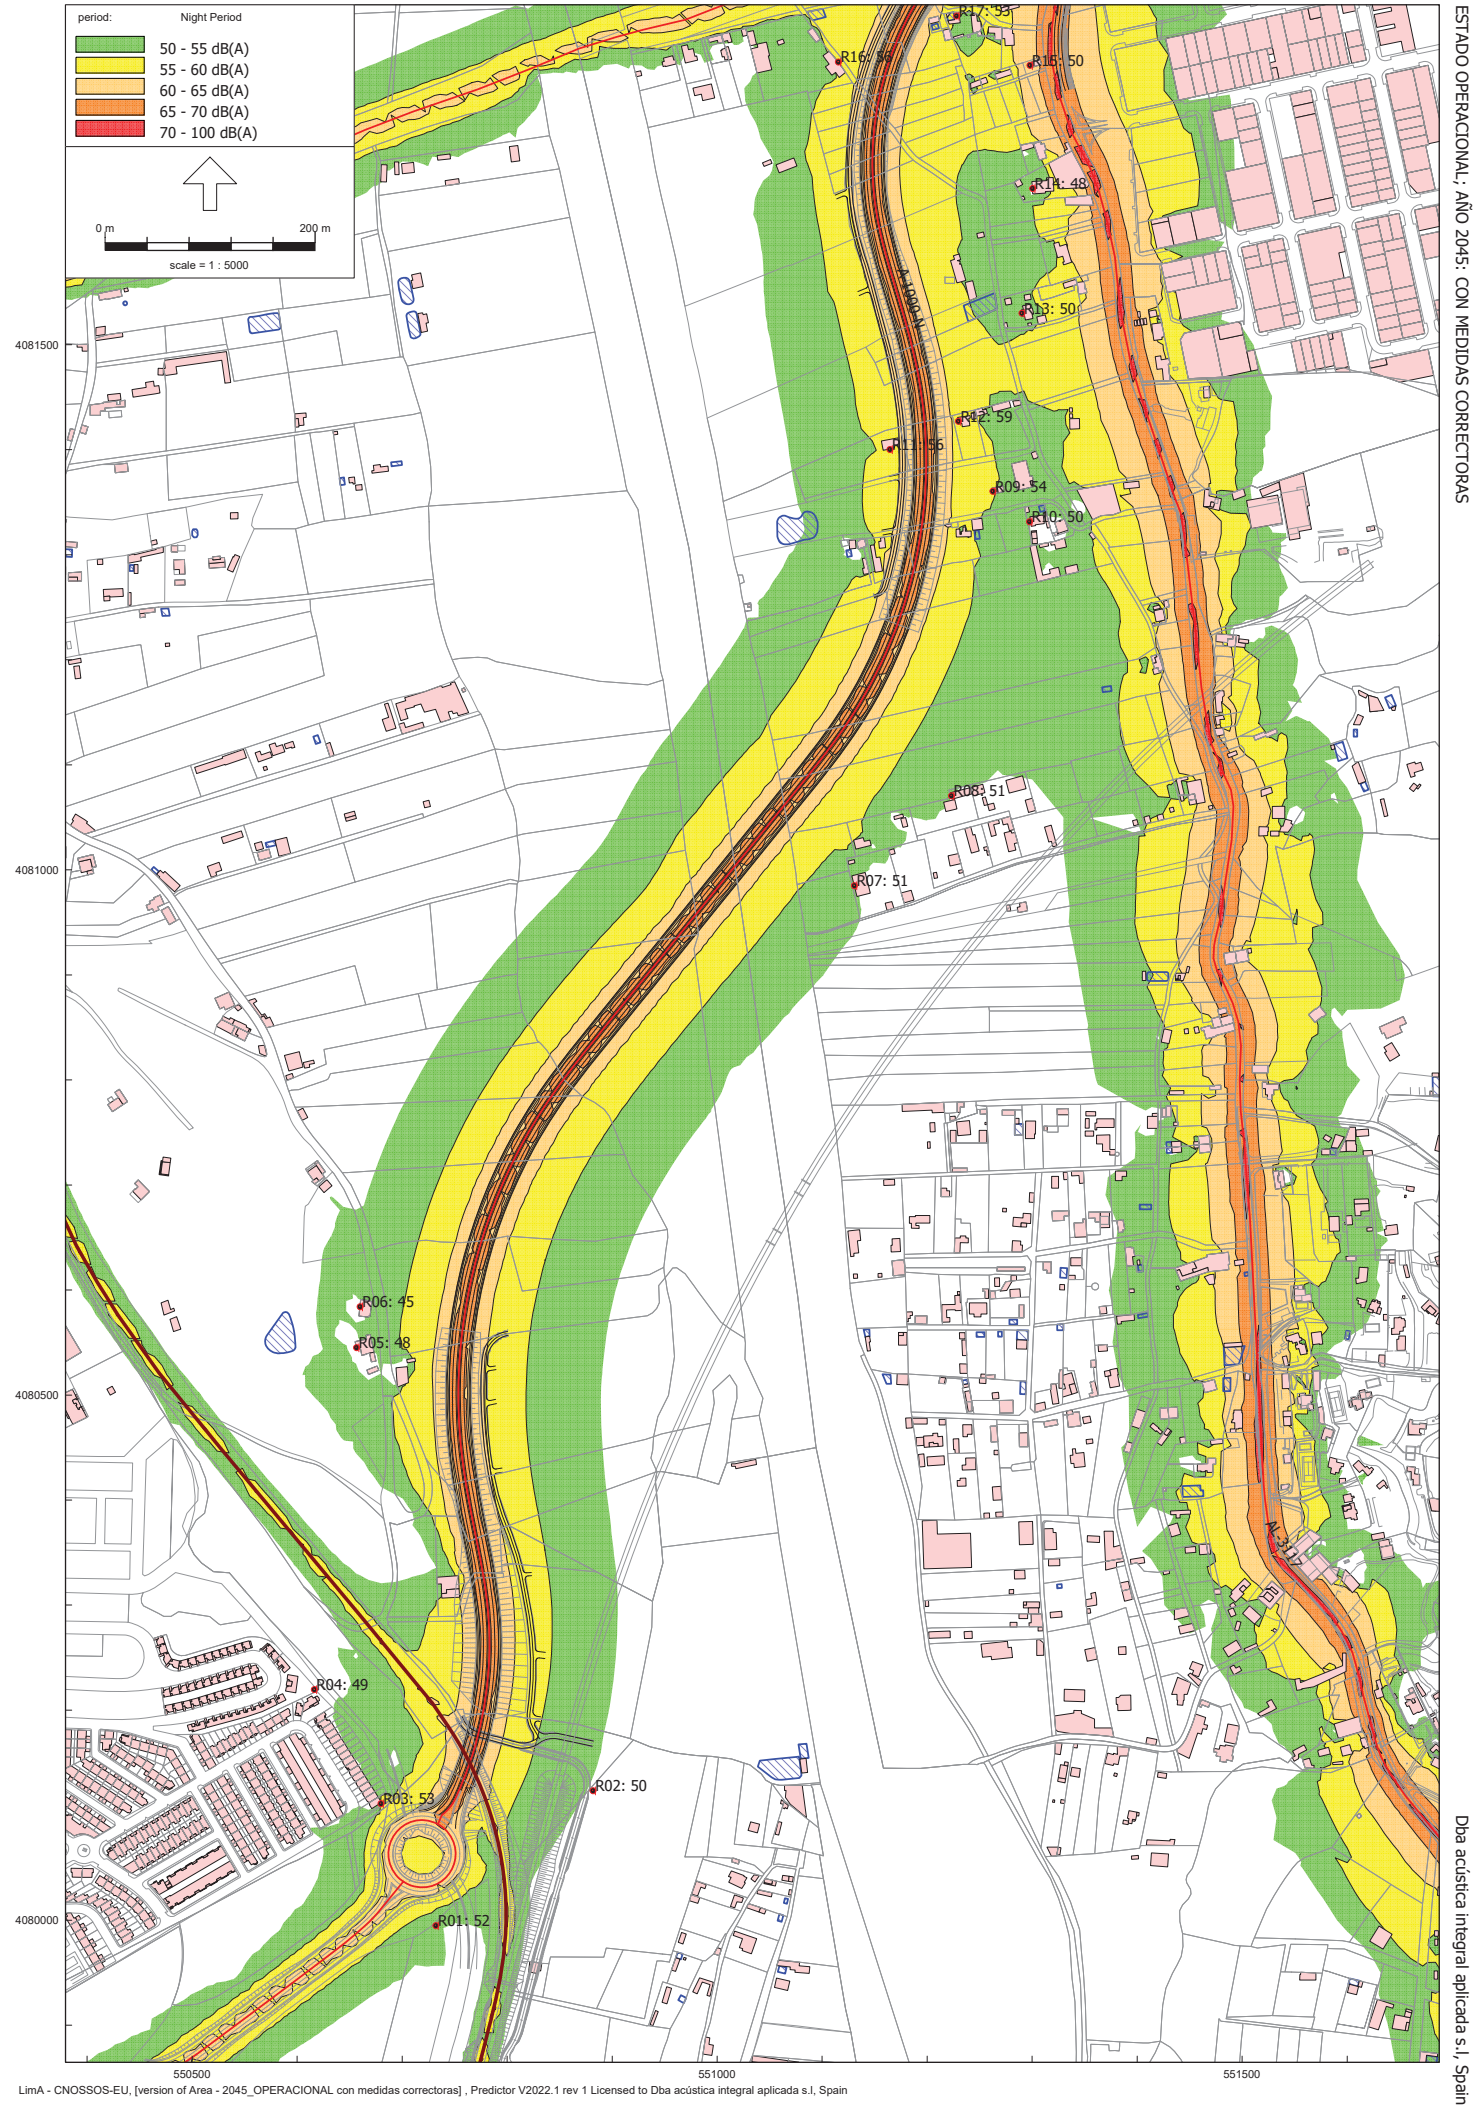 period: Night Period
50 - 55 dB(A)
55 - 60 dB(A)
60 - 65 dB(A)
65 - 70 dB(A)
70 - 100 dB(A)
0 m 200 m
scale = 1 : 5000
ESTADO OPERACIONAL; AÑO 2045: CON MEDIDAS CORRECTORAS
R17: 53
R16: 56
R15: 50
R14: 48
A-1000-N
R13: 50
4081500
R12: 59
R11: 56
R09: 54
R10: 50
R08: 51
4081000
R07: 51
R06: 45
R05: 48
4080500
AL-3117
R04: 49
R02: 50
R03: 53
4080000
R01: 52
550500
551000
551500
Dba acústica integral aplicada s.l, Spain
LimA - CNOSSOS-EU, [version of Area - 2045_OPERACIONAL con medidas correctoras] , Predictor V2022.1 rev 1 Licensed to Dba acústica integral aplicada s.l, Spain